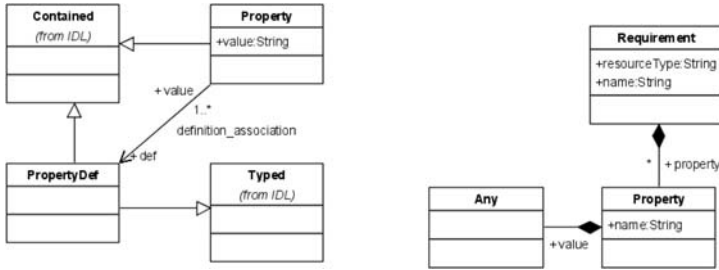 Contained
(from IDL)
Property
+value:String
+ value
1..*
definition_association
+ def
PropertyDef
Typed
(from IDL)
Requirement
+resourceType:String
+name:String
* + property
Any
Property
+name:String
+value